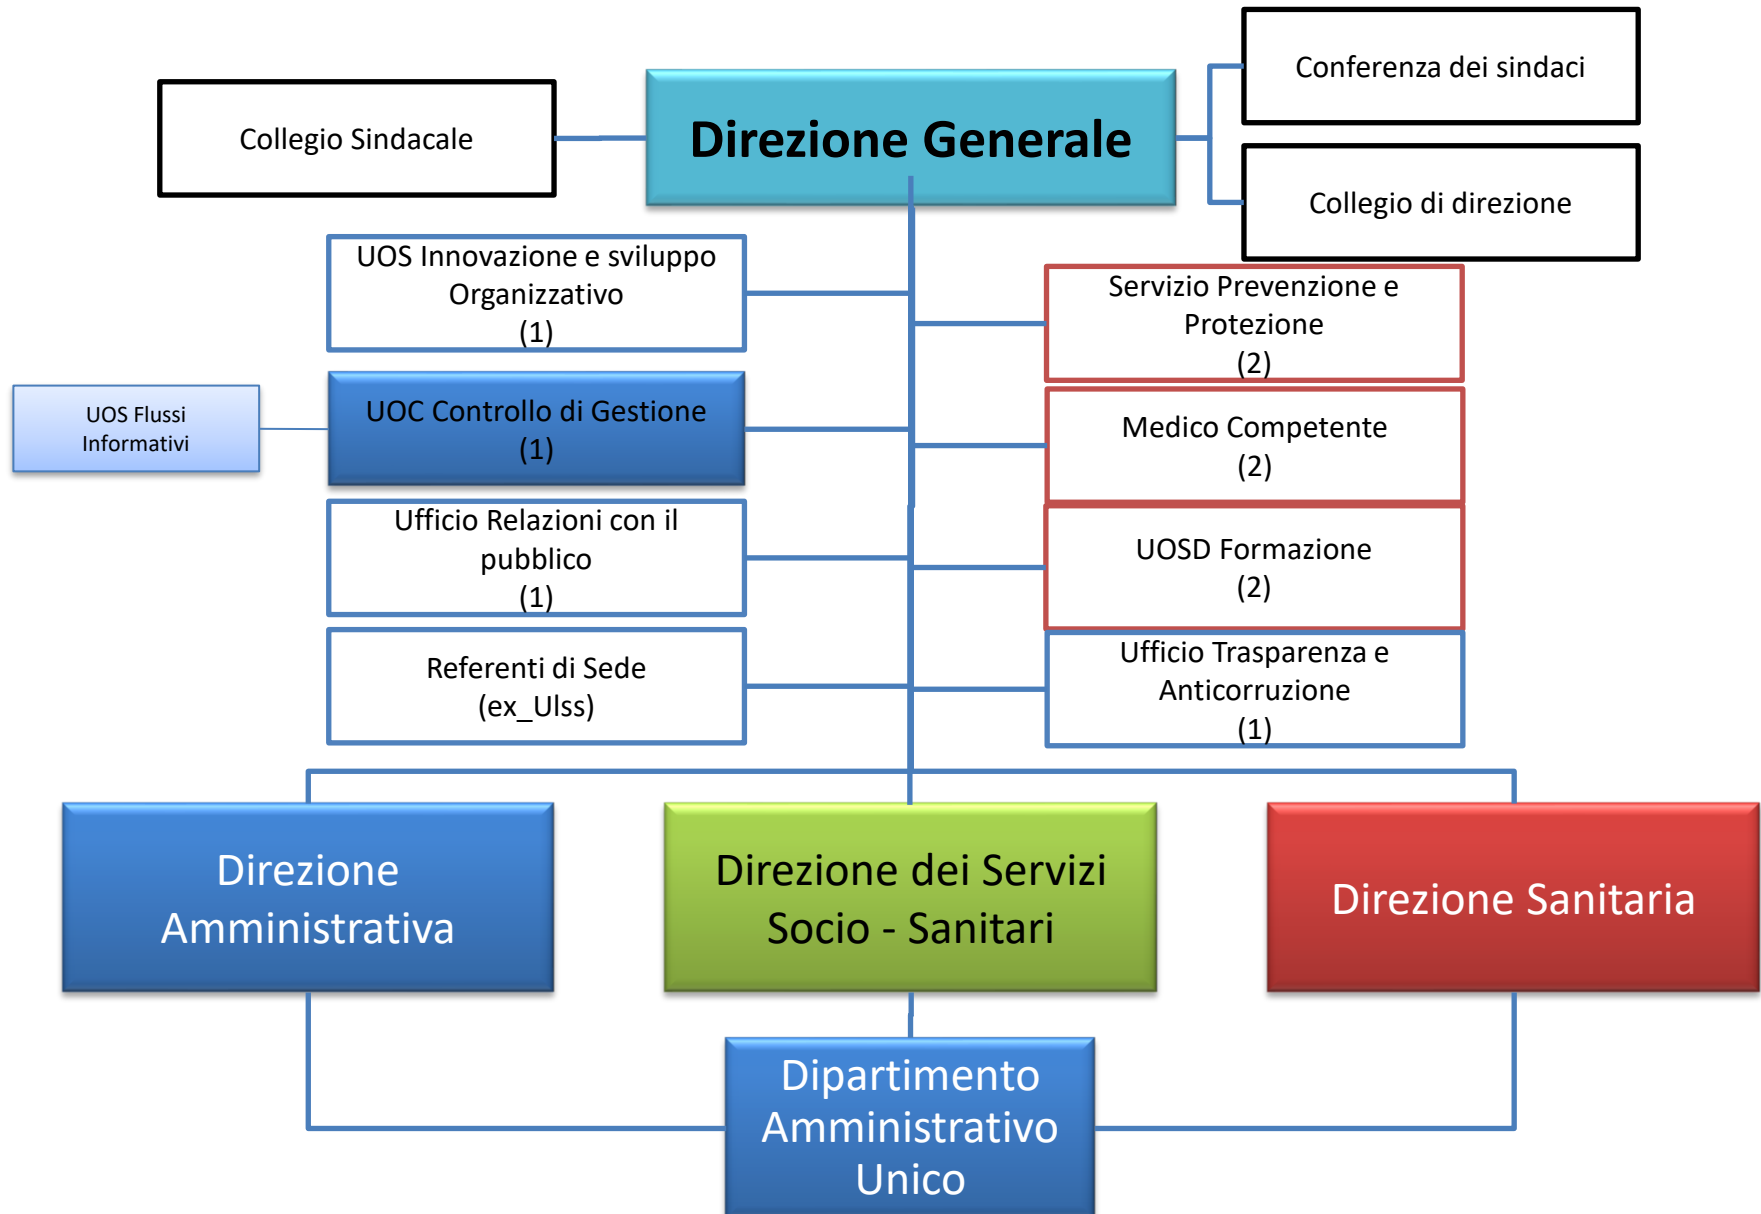 Conferenza dei sindaci
Collegio Sindacale
Direzione Generale
Collegio di direzione
UOS Innovazione e sviluppo
Organizzativo
(1)
Servizio Prevenzione e
Protezione
(2)
UOS Flussi
Informativi
UOC Controllo di Gestione
(1)
Medico Competente
(2)
Ufficio Relazioni con il
pubblico
(1)
UOSD Formazione
(2)
Referenti di Sede
(ex_Ulss)
Ufficio Trasparenza e
Anticorruzione
(1)
Direzione
Amministrativa
Direzione dei Servizi
Socio - Sanitari
Direzione Sanitaria
Dipartimento
Amministrativo
Unico